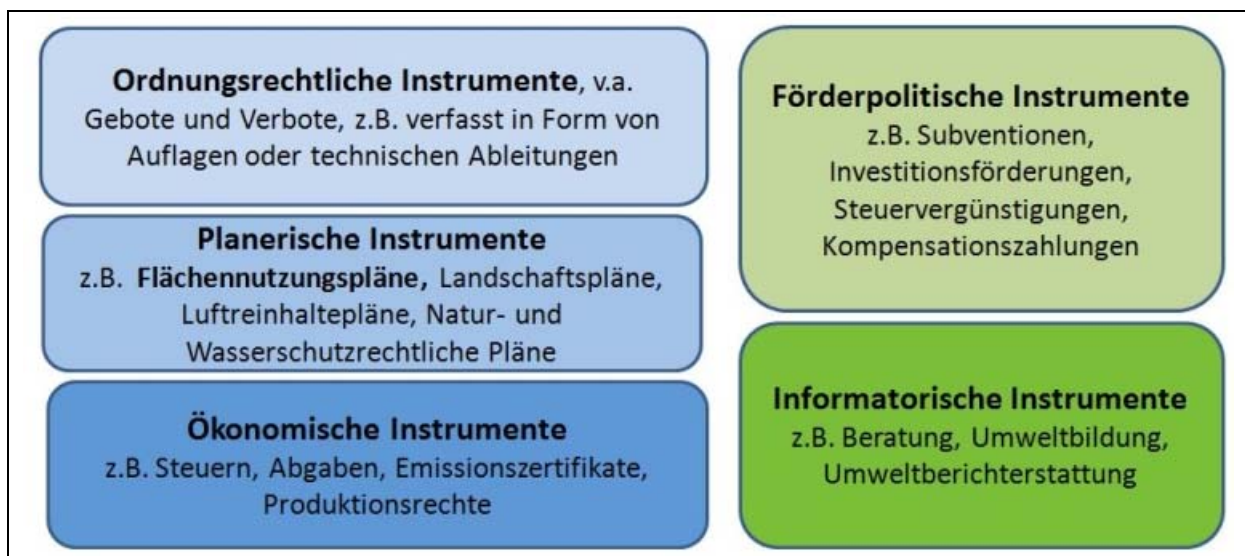 Ordnungsrechtliche Instrumente, v.a.
Gebote und Verbote, z.B. verfasst in Form von
Auflagen oder technischen Ableitungen
Planerische Instrumente
z.B. Flächennutzungspläne, Landschaftspläne,
Luftreinhaltepläne, Natur- und
Wasserschutzrechtliche Pläne
Ökonomische Instrumente
z.B. Steuern, Abgaben, Emissionszertifikate,
Produktionsrechte
Förderpolitische Instrumente
z.B. Subventionen,
Investitionsförderungen,
Steuervergünstigungen,
Kompensationszahlungen
Informatorische Instrumente
z.B. Beratung, Umweltbildung,
Umweltberichterstattung